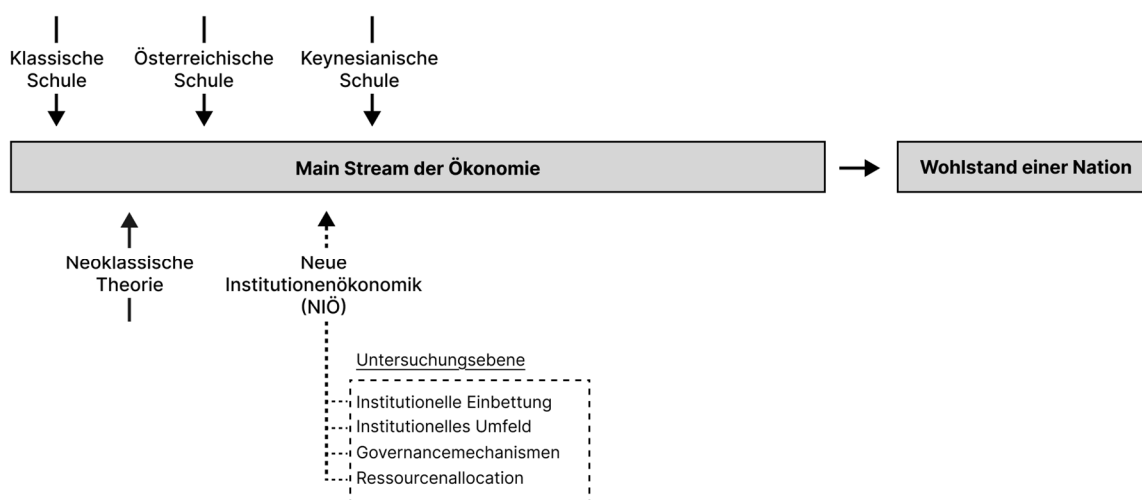 Klassische
Schule
Österreichische
Schule
Keynesianische
Schule
Main Stream der Ökonomie
Wohlstand einer Nation
Neoklassische
Theorie
Neue
Institutionenökonomik
(NIÖ)
Untersuchungsebene
Institutionelle Einbettung
Institutionelles Umfeld
Governancemechanismen
Ressourcenallocation